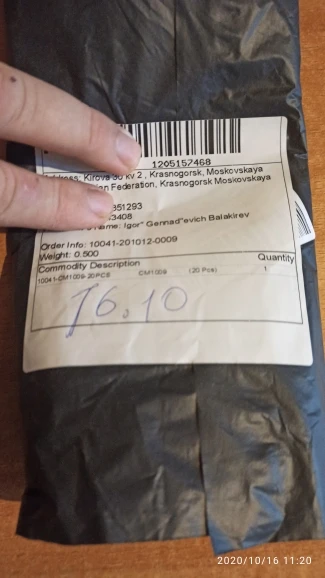 1205157468
Address: Kirova 30 kv 2 , Krasnogorsk, Moskovskaya
an Federation, Krasnogorsk Moskovskaya
351293
3408
Name: Igor" Gennad"evich Balakirev
Order Info: 10041-201012-0009
Weight: 0.500
Commodity Description Quantity
10041-CM1009-20PCS CM1009 (20 Pcs) 1
16.10
2020/10/16 11:20